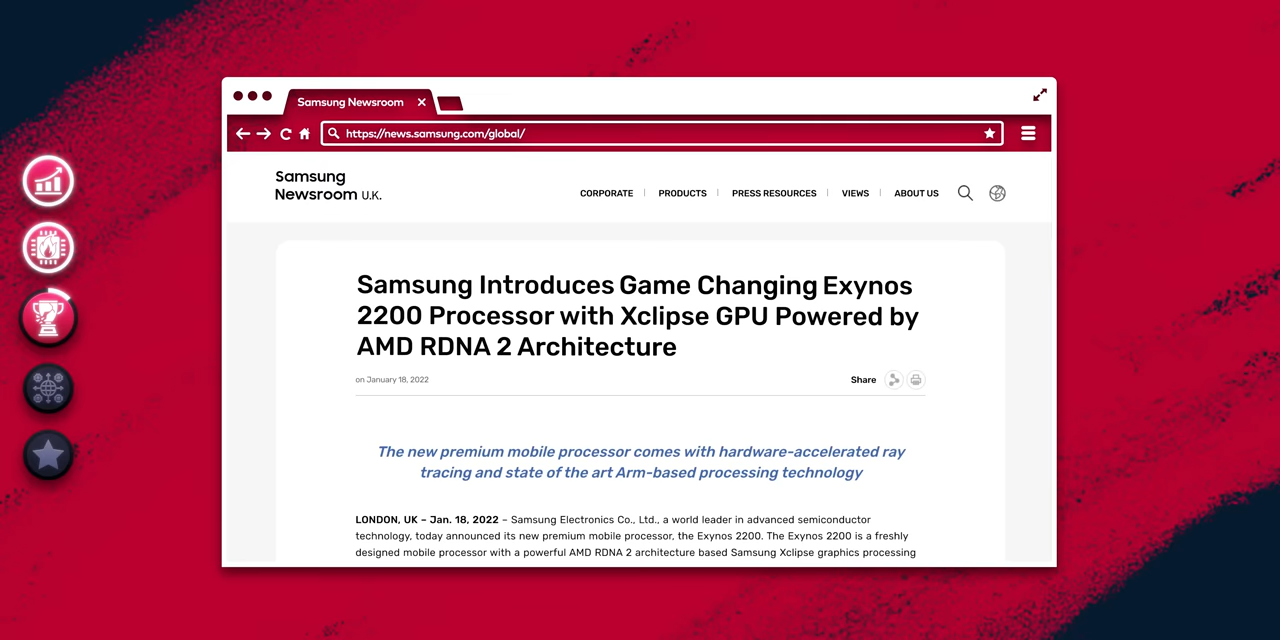 Samsung Newsroom
https://news.samsung.com/global/
Samsung
Newsroom U.K.
CORPORATE
PRODUCTS
PRESS RESOURCES
VIEWS
ABOUT US
Samsung Introduces Game Changing Exynos
2200 Processor with Xclipse GPU Powered by
AMD RDNA 2 Architecture
on January 18, 2022
Share
The new premium mobile processor comes with hardware-accelerated ray
tracing and state of the art Arm-based processing technology
LONDON, UK – Jan. 18, 2022 – Samsung Electronics Co., Ltd., a world leader in advanced semiconductor
technology, today announced its new premium mobile processor, the Exynos 2200. The Exynos 2200 is a freshly
designed mobile processor with a powerful AMD RDNA 2 architecture based Samsung Xclipse graphics processing